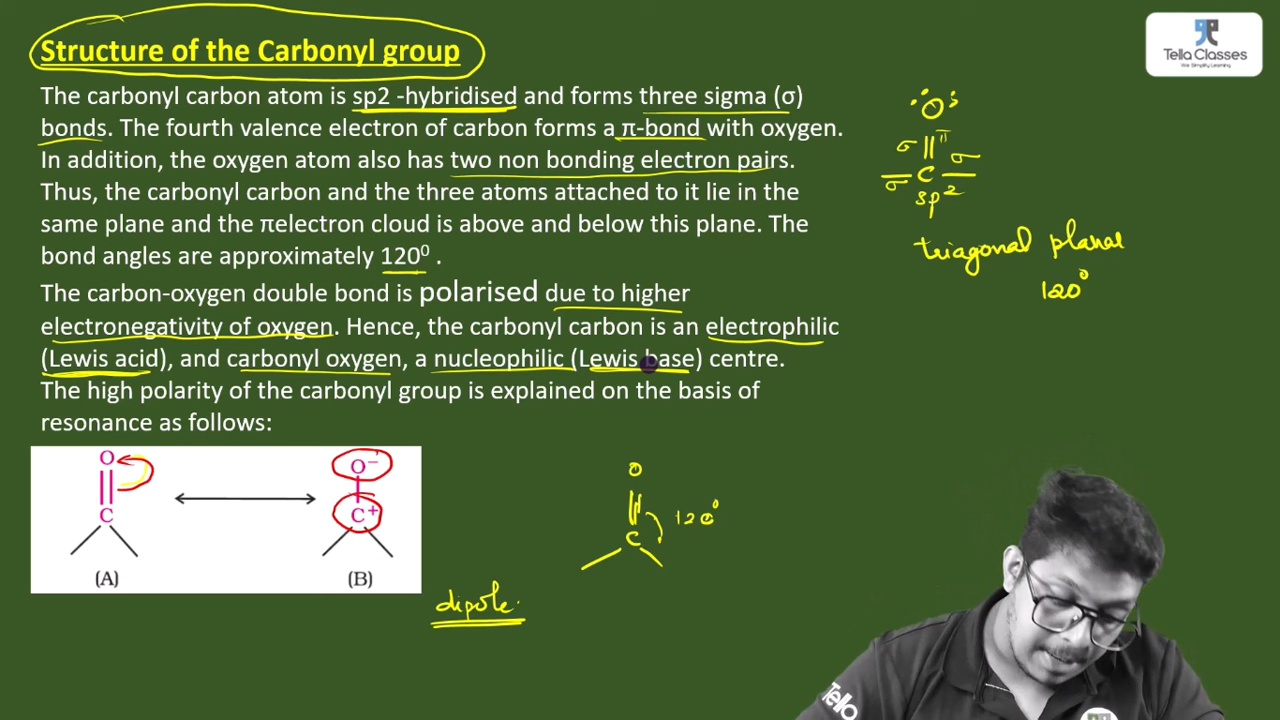 Structure of the Carbonyl group
The carbonyl carbon atom is sp2 -hybridised and forms three sigma (σ)
bonds. The fourth valence electron of carbon forms a π-bond with oxygen.
In addition, the oxygen atom also has two non bonding electron pairs.
Thus, the carbonyl carbon and the three atoms attached to it lie in the
same plane and the πelectron cloud is above and below this plane. The
bond angles are approximately 120⁰ .
The carbon-oxygen double bond is polarised due to higher
electronegativity of oxygen. Hence, the carbonyl carbon is an electrophilic
(Lewis acid), and carbonyl oxygen, a nucleophilic (Lewis base) centre.
The high polarity of the carbonyl group is explained on the basis of
resonance as follows:
O
C
(A)
O⁻
C⁺
(B)
dipole.
O
120°
C
O
σ π σ
σ C
sp²
triagonal planar
120°
Tella Classes
We Simplify Learning
Tella